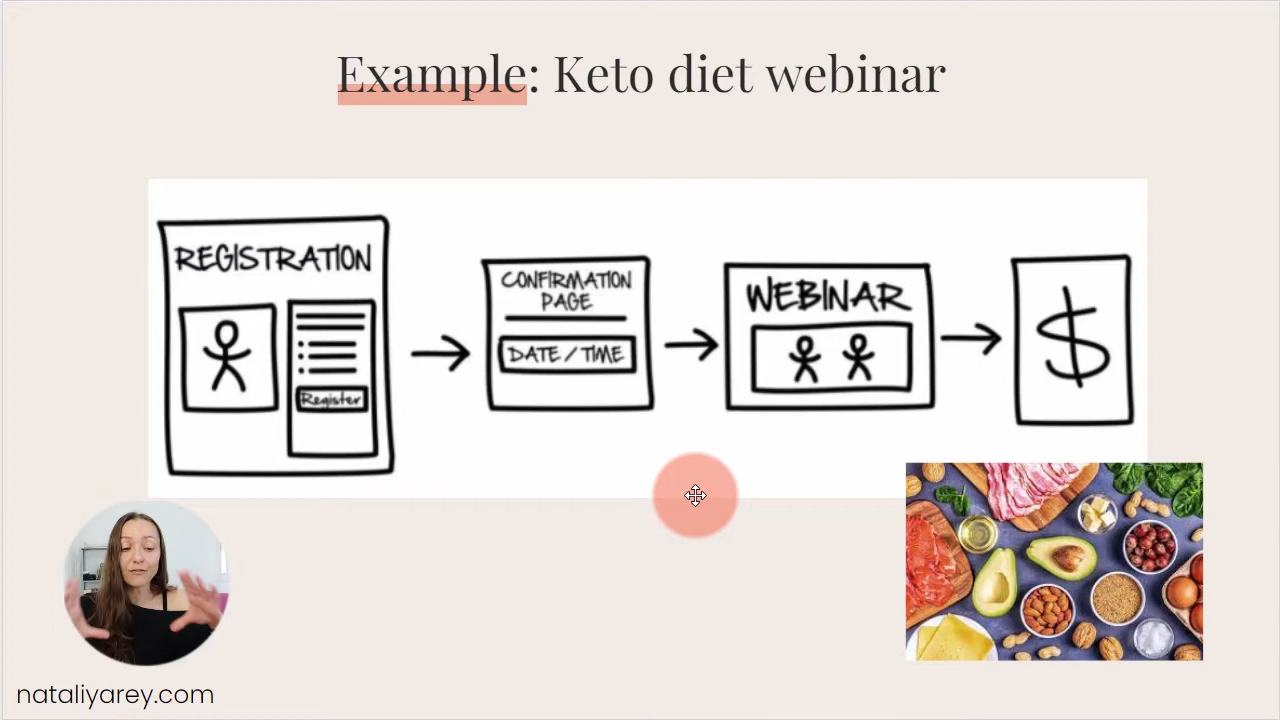 Example: Keto diet webinar
REGISTRATION
Register
CONFIRMATION
PAGE
DATE / TIME
WEBINAR
$
nataliyarey.com